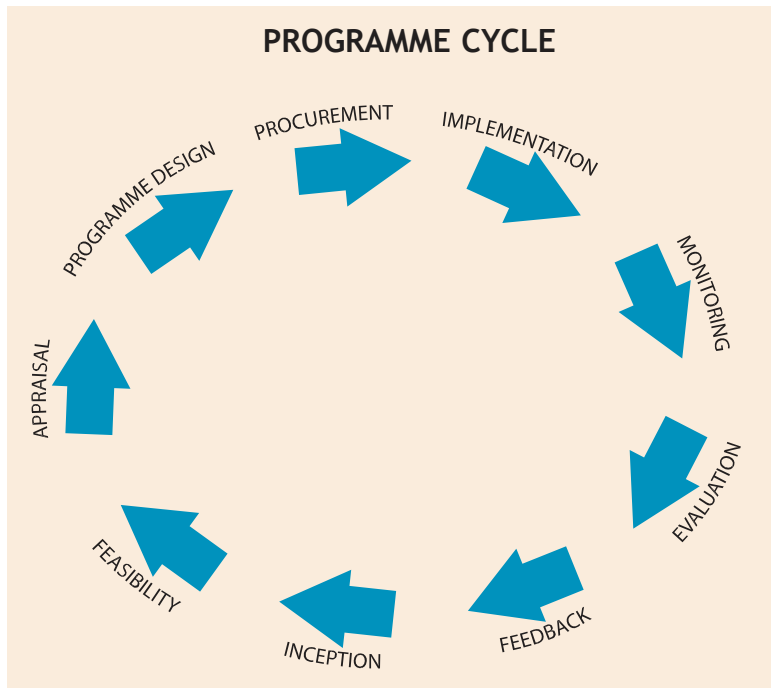 PROGRAMME CYCLE
PROCUREMENT
IMPLEMENTATION
MONITORING
EVALUATION
FEEDBACK
INCEPTION
FEASIBILITY
APPRAISAL
PROGRAMME DESIGN